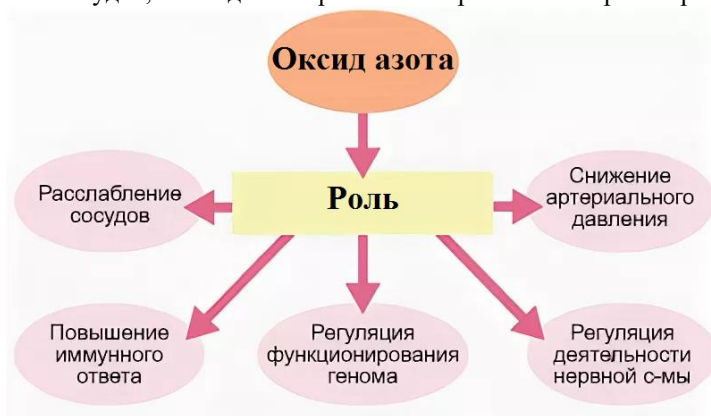 Оксид азота
Роль
Расслабление
сосудов
Снижение
артериального
давления
Повышение
иммунного
ответа
Регуляция
функционирования
генома
Регуляция
деятельности
нервной с-мы